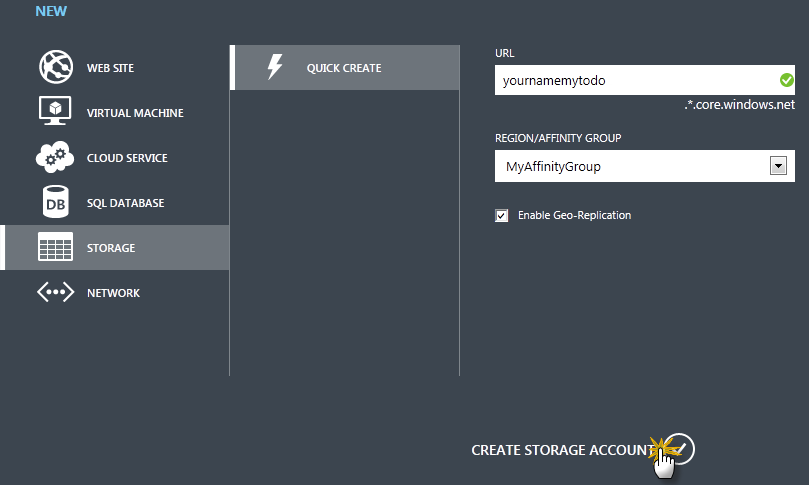 NEW
WEB SITE
VIRTUAL MACHINE
CLOUD SERVICE
DB
SQL DATABASE
STORAGE
NETWORK
QUICK CREATE
URL
yournamemytodo
.*.core.windows.net
REGION/AFFINITY GROUP
MyAffinityGroup
Enable Geo-Replication
CREATE STORAGE ACCOUNT